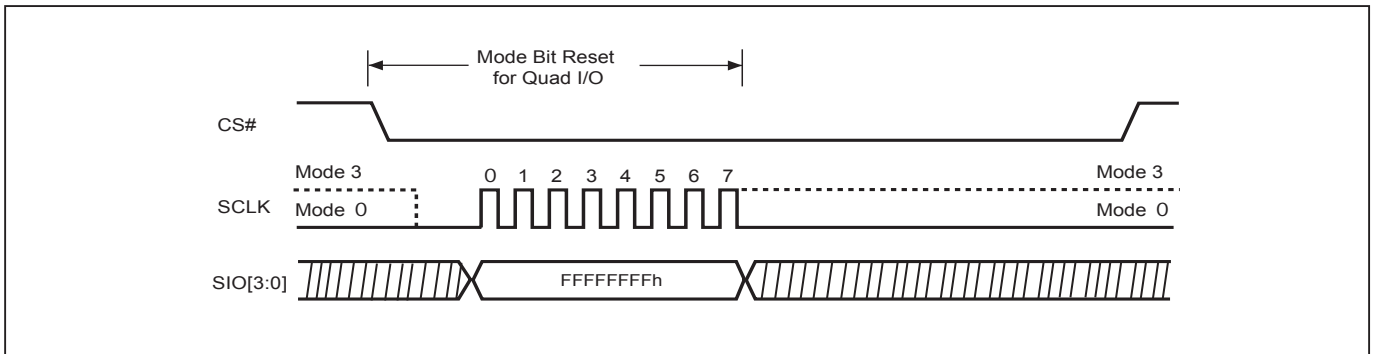 Mode Bit Reset
for Quad I/O
CS#
Mode 3
0 1 2 3 4 5 6 7
Mode 3
SCLK
Mode 0
Mode 0
SIO[3:0]
FFFFFFFFh